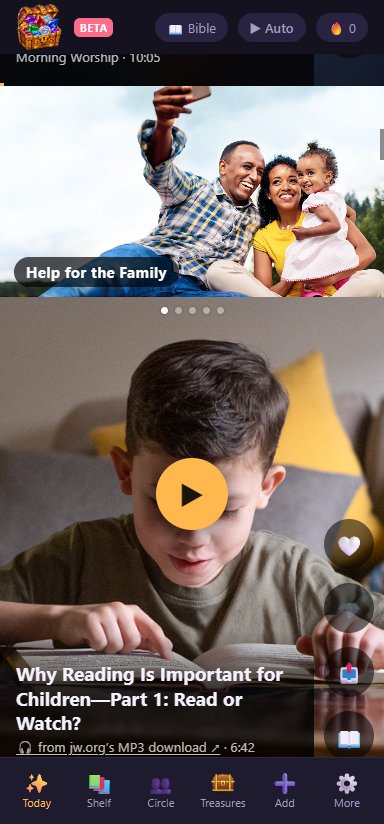 BETA
Bible
Auto
0
Morning Worship · 10:05
Help for the Family
Why Reading Is Important for
Children—Part 1: Read or
Watch?
from jw.org's MP3 download ↗ · 6:42
Today
Shelf
Circle
Treasures
Add
More